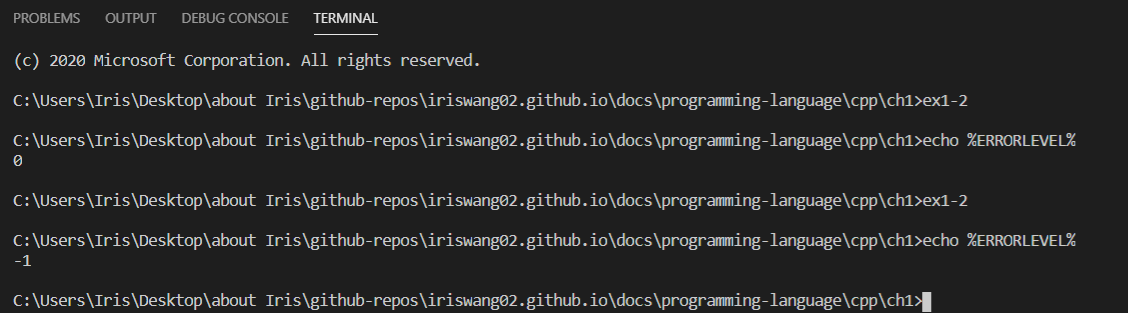 PROBLEMS OUTPUT DEBUG CONSOLE TERMINAL
(c) 2020 Microsoft Corporation. All rights reserved.
C:\Users\Iris\Desktop\about Iris\github-repos\iriswang02.github.io\docs\programming-language\cpp\ch1>ex1-2
C:\Users\Iris\Desktop\about Iris\github-repos\iriswang02.github.io\docs\programming-language\cpp\ch1>echo %ERRORLEVEL%
0
C:\Users\Iris\Desktop\about Iris\github-repos\iriswang02.github.io\docs\programming-language\cpp\ch1>ex1-2
C:\Users\Iris\Desktop\about Iris\github-repos\iriswang02.github.io\docs\programming-language\cpp\ch1>echo %ERRORLEVEL%
-1
C:\Users\Iris\Desktop\about Iris\github-repos\iriswang02.github.io\docs\programming-language\cpp\ch1>